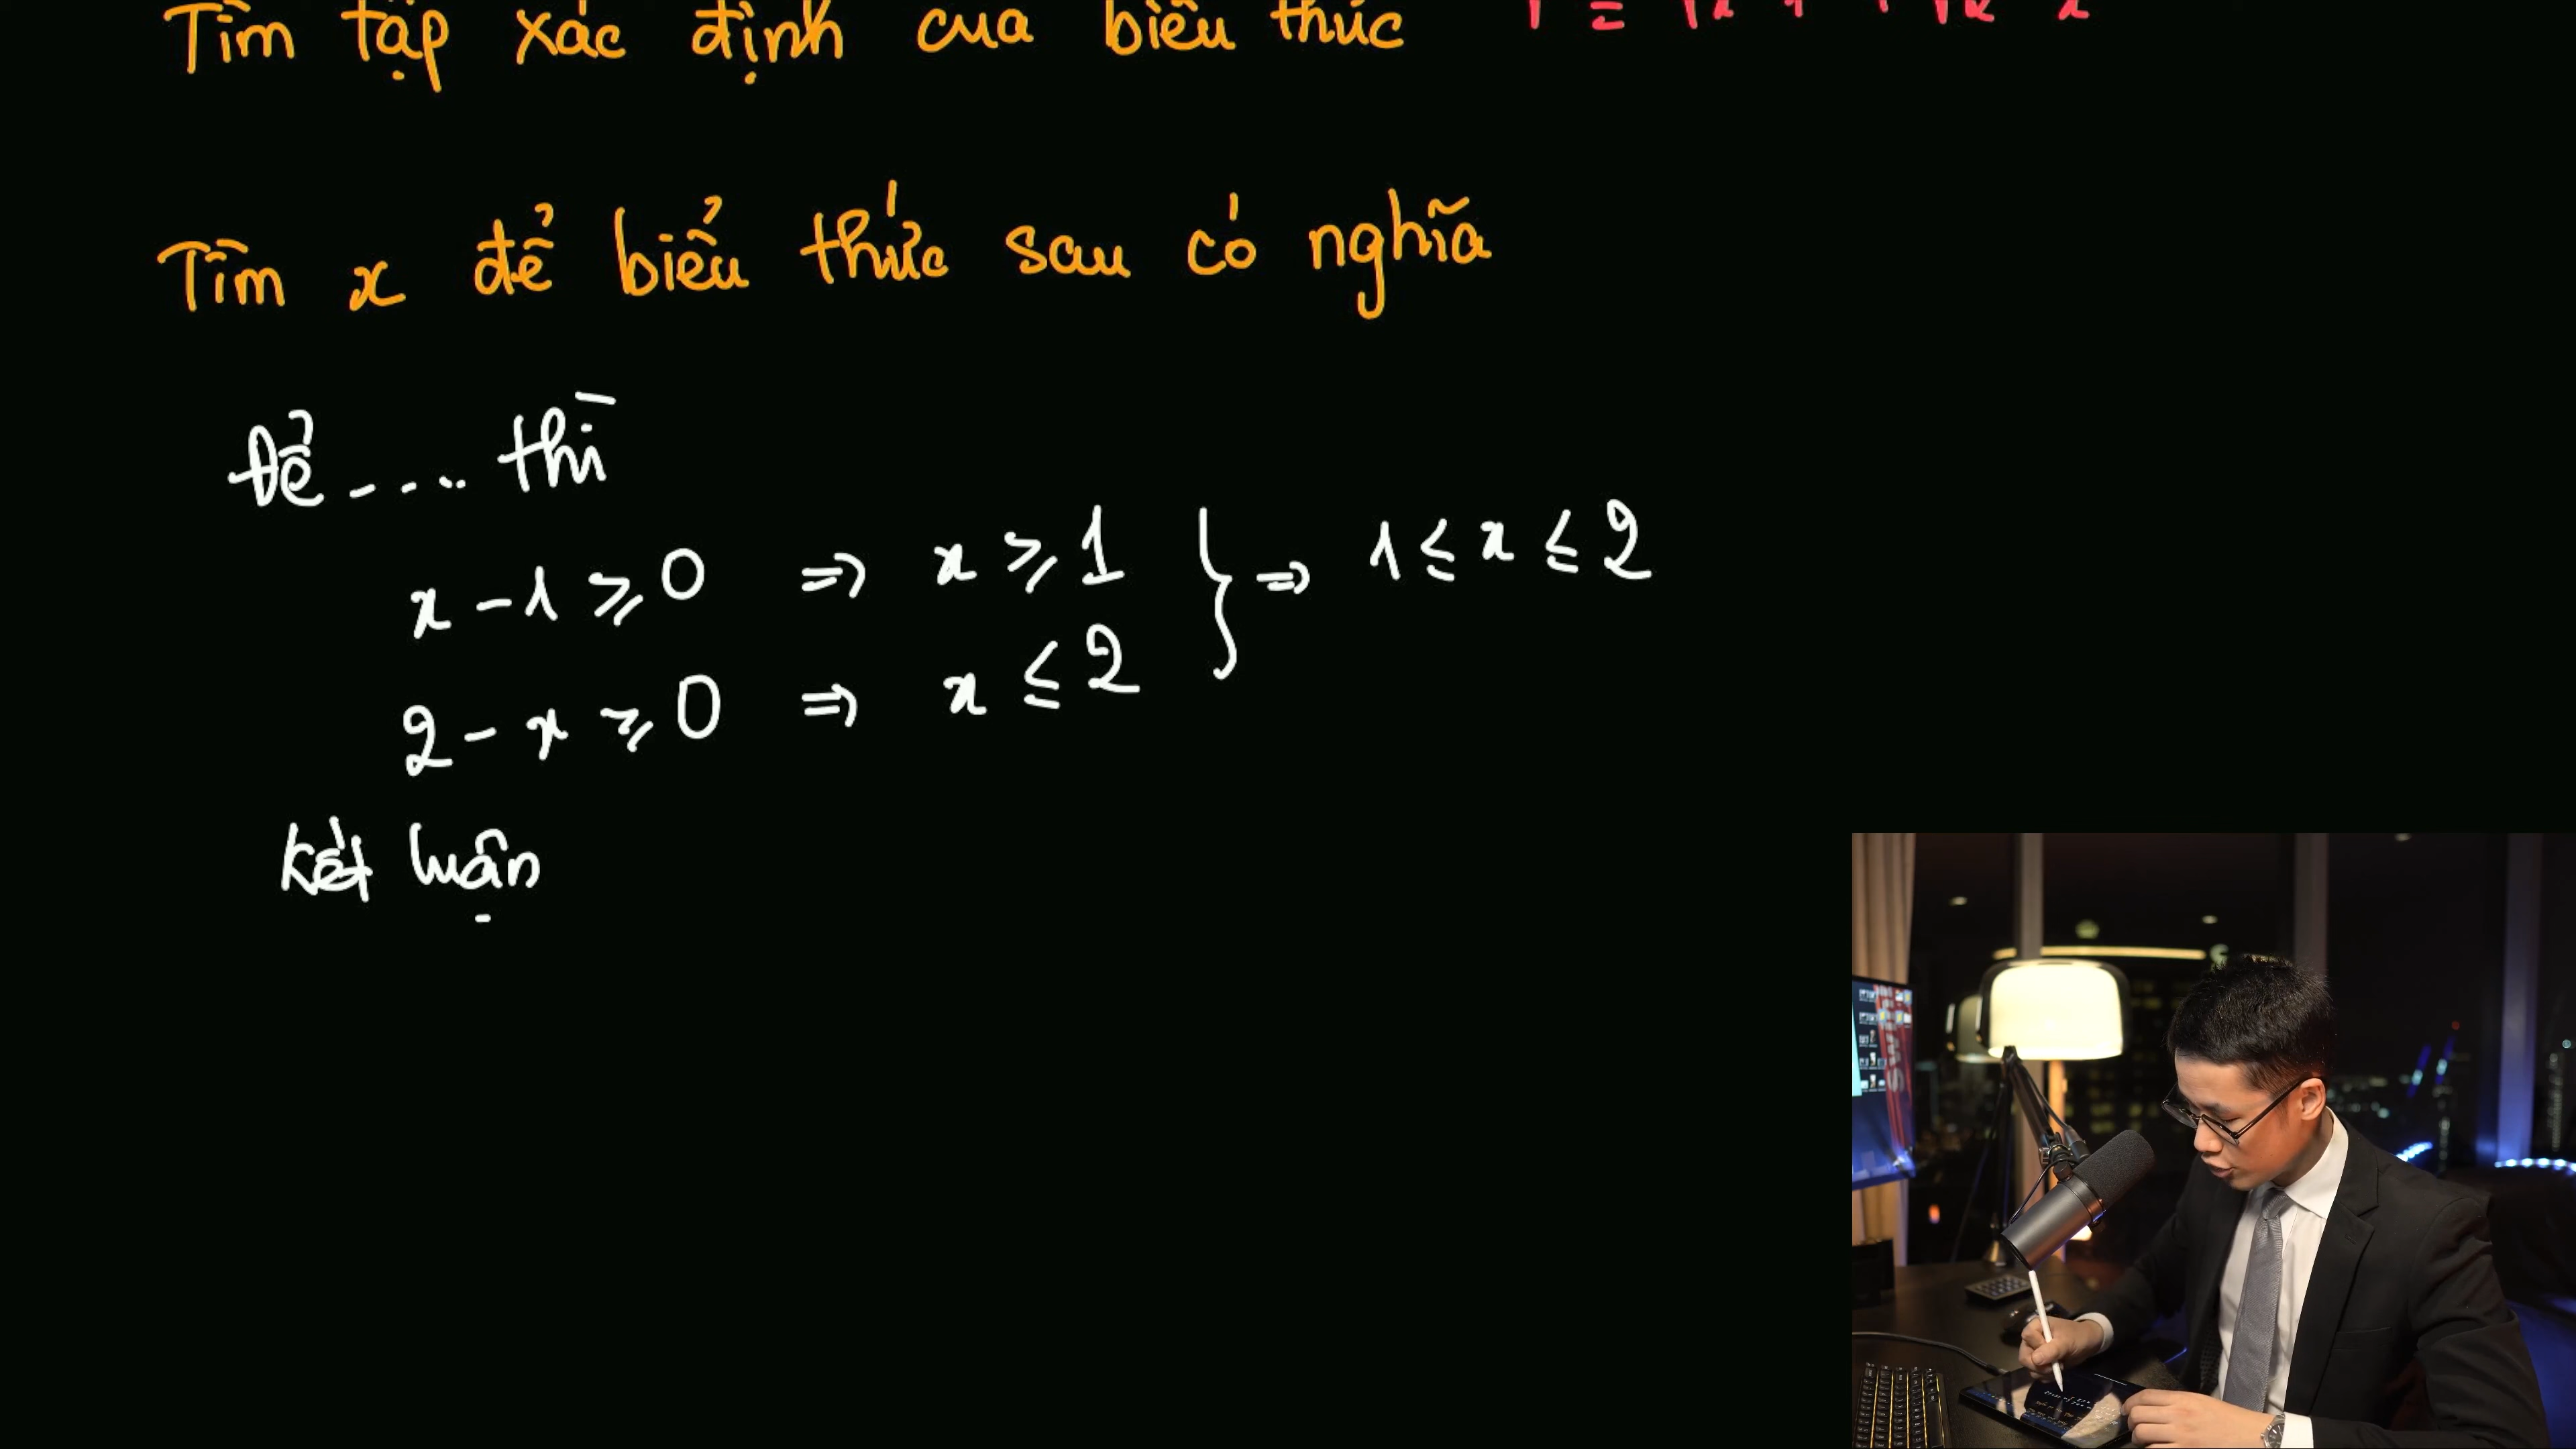 Tìm tập xác định của biểu thức
Tìm x để biểu thức sau có nghĩa
Để .... thì
x - 1 ⩾ 0 ⇒ x ⩾ 1 } ⇒ 1 ≤ x ≤ 2
2 - x ⩾ 0 ⇒ x ≤ 2
Kết luận